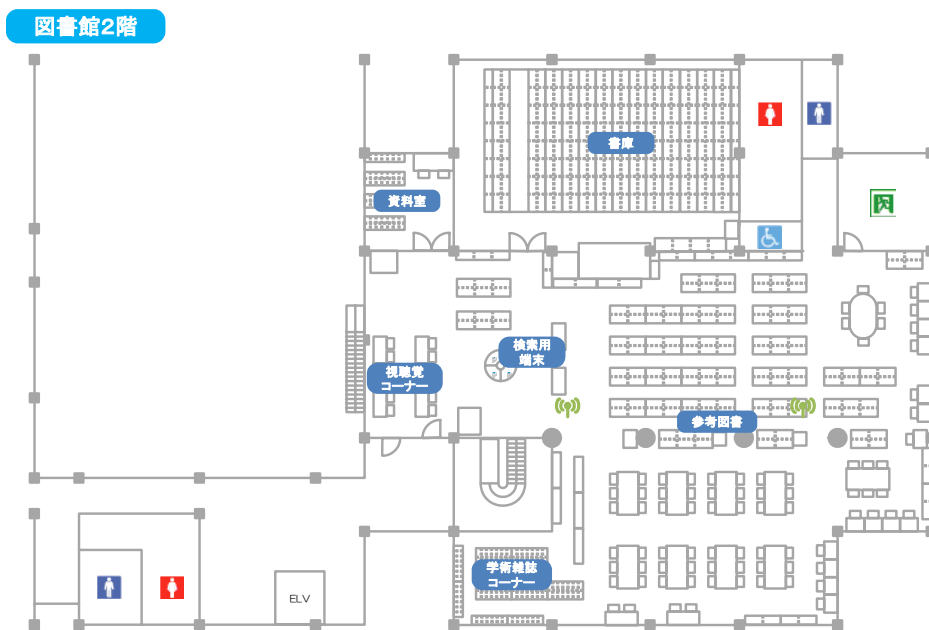 図書館2階
書庫
資料室
検索用
端末
視聴覚
コーナー
参考図書
学術雑誌
コーナー
ELV